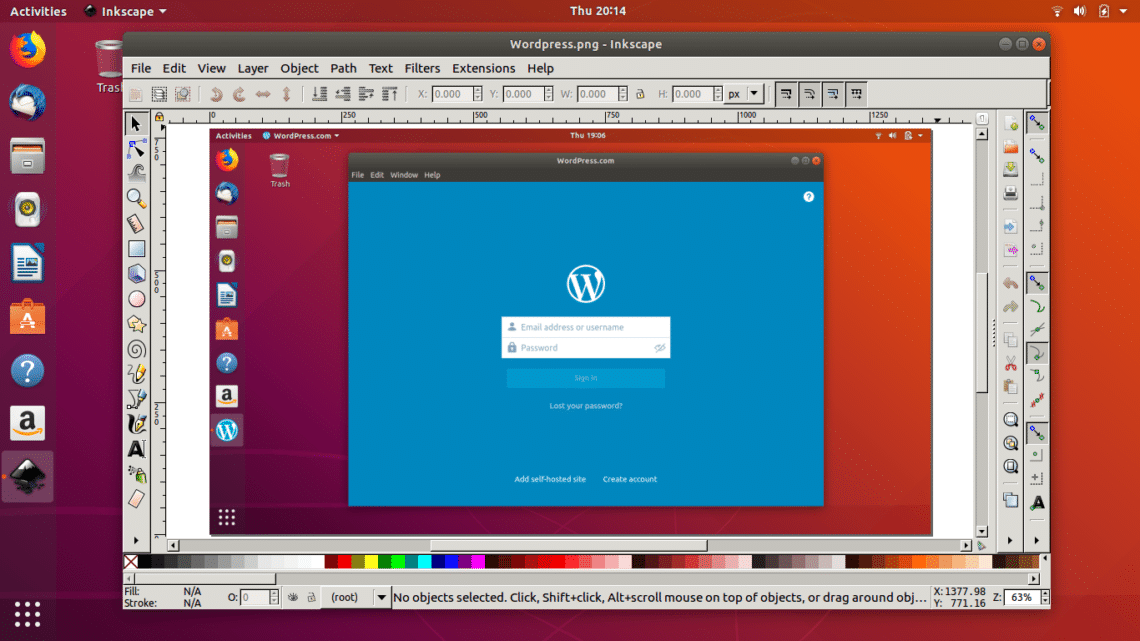 Activities Inkscape Thu 20:14
Trash
Wordpress.png - Inkscape
File Edit View Layer Object Path Text Filters Extensions Help
X: 0.000 Y: 0.000 W: 0.000 H: 0.000 px
0 250 500 750 1000 1250
750
500
250
Activities WordPress.com Thu 19:06
Trash
WordPress.com
File Edit Window Help
?
Email address or username
Password
Sign in
Lost your password?
Add self-hosted site Create account
Fill: N/A
Stroke: N/A
O: 0 (root) No objects selected. Click, Shift+click, Alt+scroll mouse on top of objects, or drag around obj...
X: 1377.98
Y: 771.16
Z: 63%